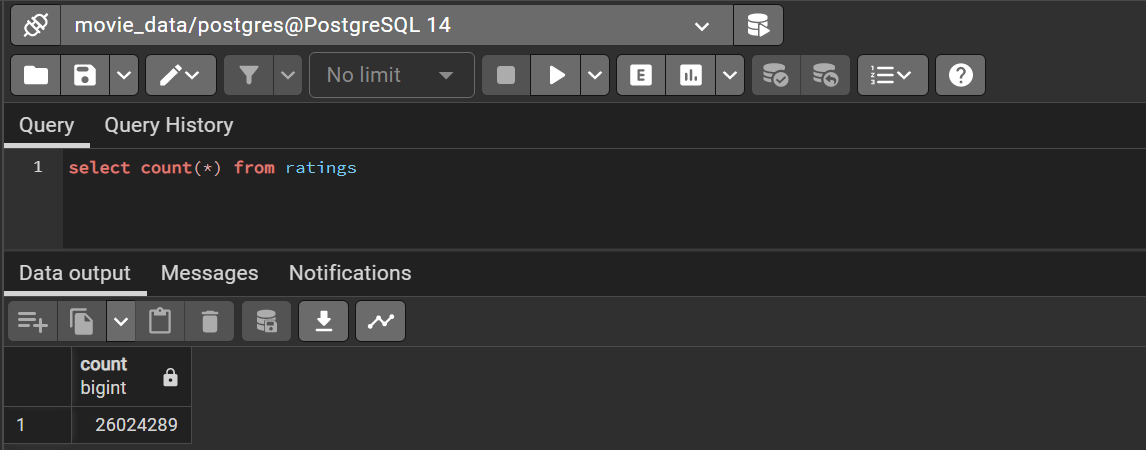 movie_data/postgres@PostgreSQL 14
No limit
E
Query Query History
1 select count(*) from ratings
Data output Messages Notifications
count
bigint
1 26024289